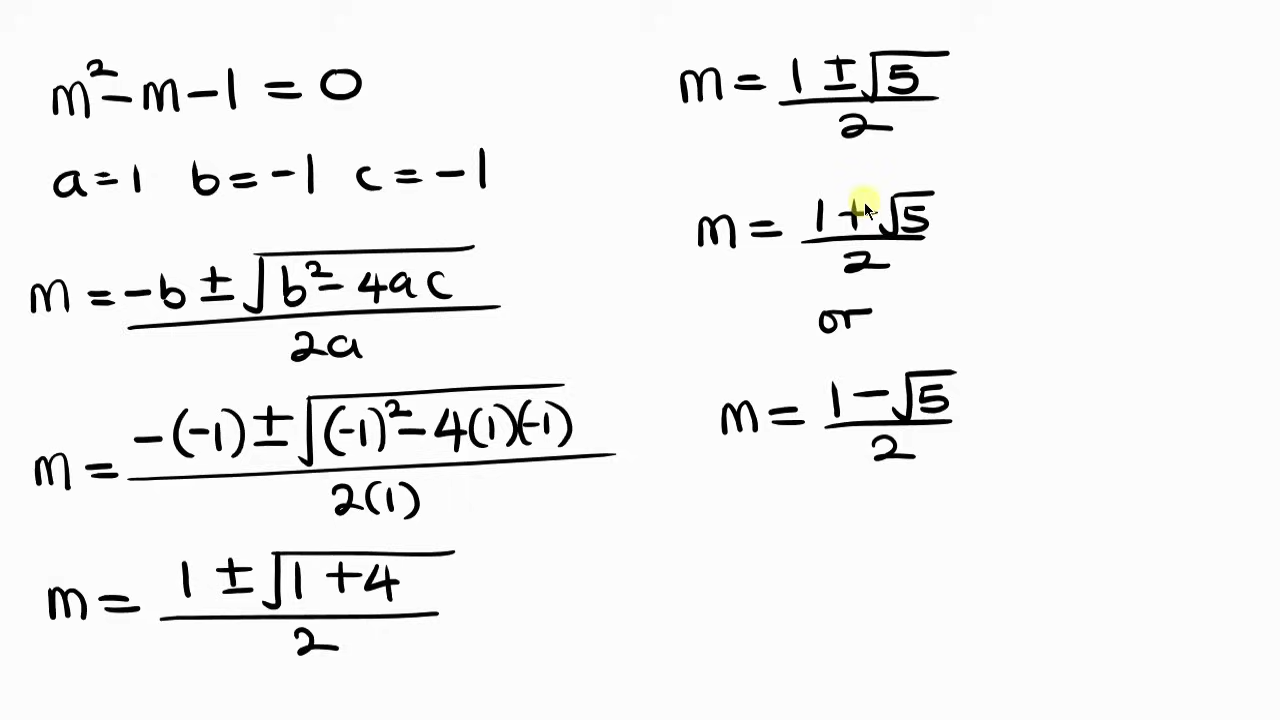 m² - m - 1 = 0
a = 1 b = -1 c = -1
m = (-b ± √(b² - 4ac)) / 2a
m = (-(-1) ± √((-1)² - 4(1)(-1))) / 2(1)
m = (1 ± √(1 + 4)) / 2
m = (1 ± √5) / 2
m = (1 + √5) / 2
or
m = (1 - √5) / 2